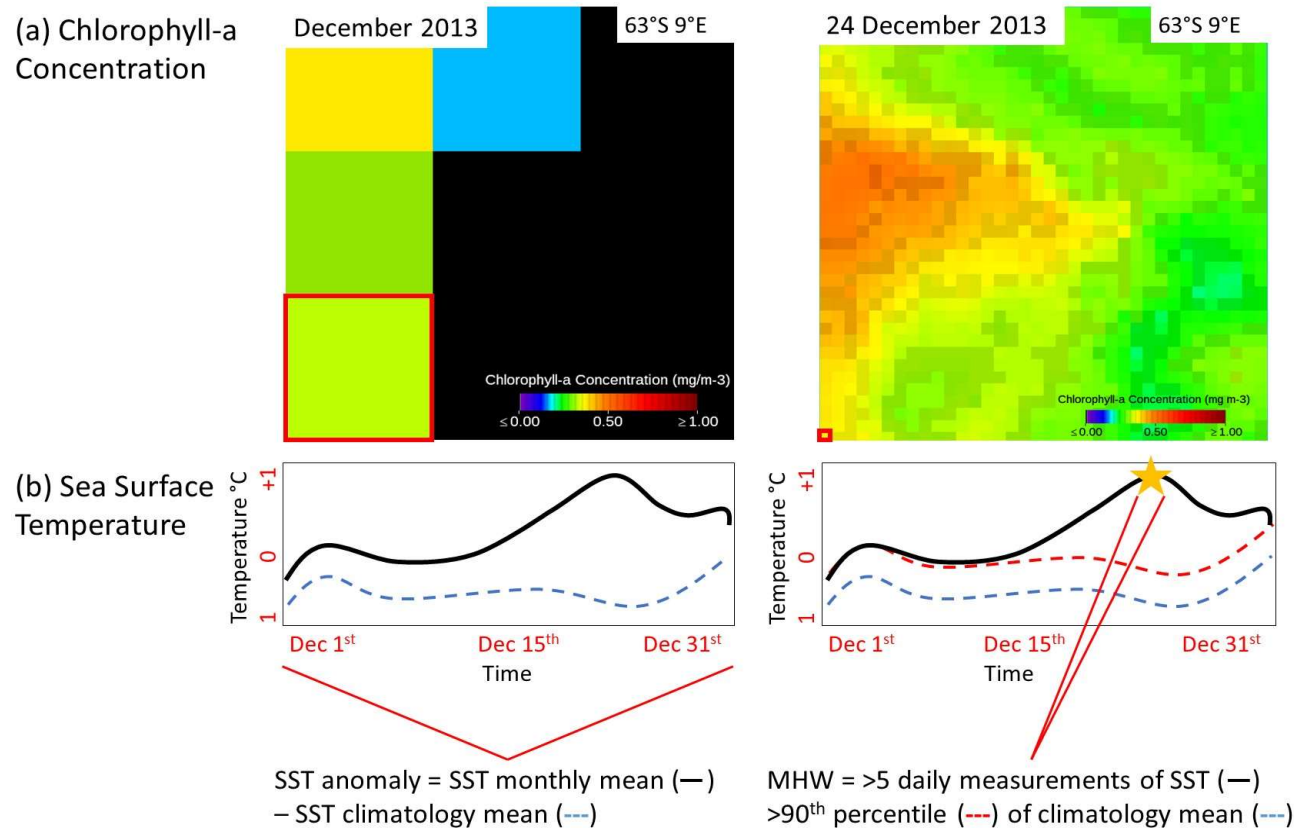 (a) Chlorophyll-a
Concentration
December 2013
63°S 9°E
24 December 2013
63°S 9°E
Chlorophyll-a Concentration (mg/m-3)
≤ 0.00
0.50
≥ 1.00
Chlorophyll-a Concentration (mg m-3)
≤ 0.00
0.50
≥ 1.00
(b) Sea Surface
Temperature
Temperature °C
+1
0
1
Dec 1st
Dec 15th
Dec 31st
Time
Temperature °C
+1
0
1
Dec 1st
Dec 15th
Dec 31st
Time
SST anomaly = SST monthly mean (—)
– SST climatology mean (---)
MHW = >5 daily measurements of SST (—)
>90th percentile (---) of climatology mean (---)